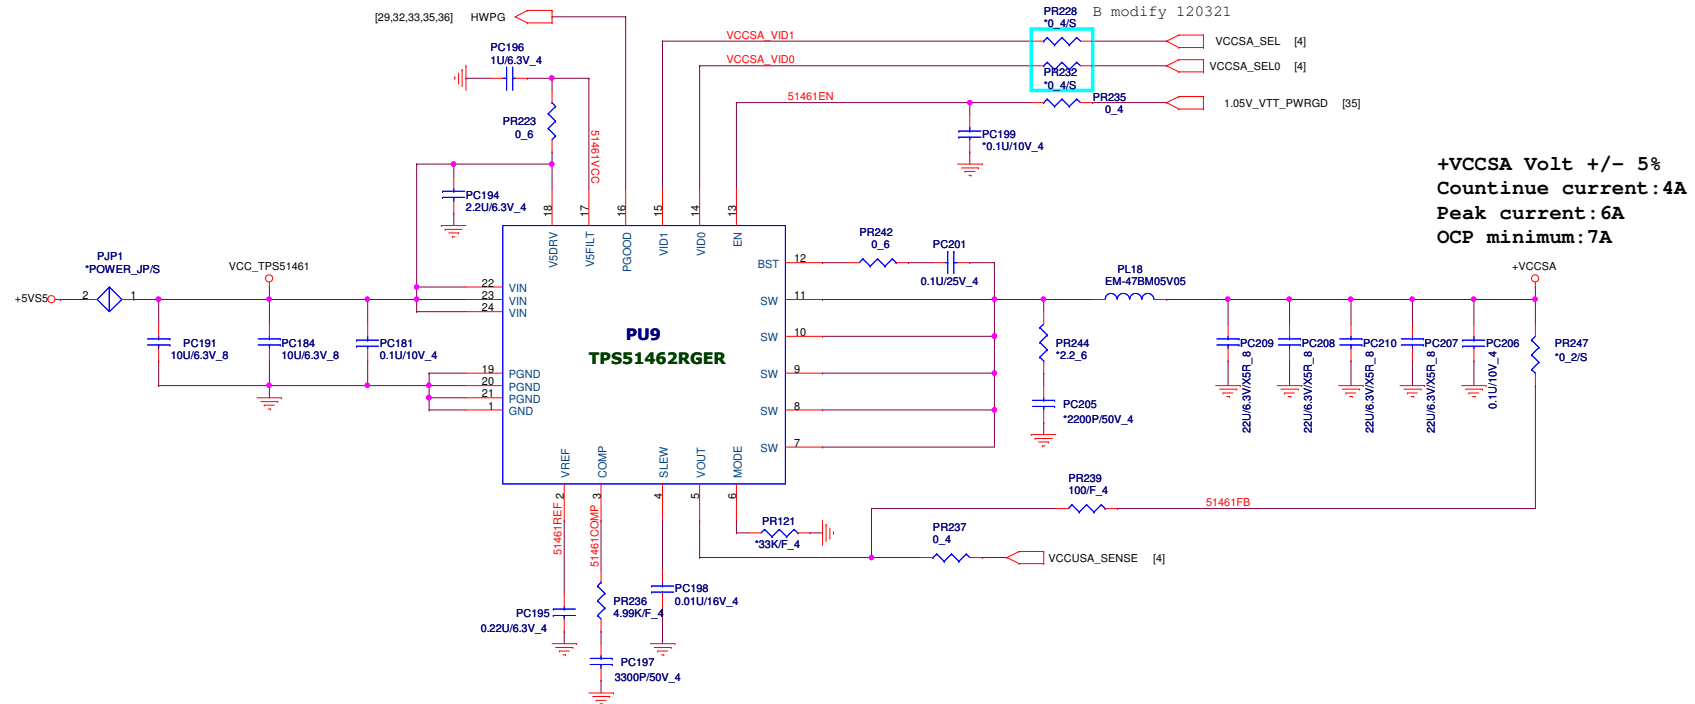 [29,32,33,35,36] HWPG
PR228 B modify 120321
*0_4/S
VCCSA_VID1
VCCSA_SEL [4]
PC196
1U/6.3V_4
VCCSA_VID0
VCCSA_SEL0 [4]
PR232
*0_4/S
51461EN
PR235
0_4
1.05V_VTT_PWRGD [35]
PR223
0_6
51461VCC
PC199
*0.1U/10V_4
+VCCSA Volt +/- 5%
Countinue current:4A
Peak current:6A
OCP minimum:7A
PC194
2.2U/6.3V_4
18 17 16 15 14 13
V5DRV V5FILT PGOOD VID1 VID0 EN
PR242
0_6
PC201
0.1U/25V_4
BST 12
PJP1
*POWER_JP/S
VCC_TPS51461
PL18
EM-47BM05V05
+VCCSA
+5VS5 2 1
22 VIN
23 VIN
24 VIN
SW 11
PU9
TPS51462RGER
SW 10
PC191
10U/6.3V_8
PC184
10U/6.3V_8
PC181
0.1U/10V_4
PR244
*2.2_6
PC209
22U/6.3V/X5R_8
PC208
22U/6.3V/X5R_8
PC210
22U/6.3V/X5R_8
PC207
22U/6.3V/X5R_8
PC206
0.1U/10V_4
PR247
*0_2/S
19 PGND
20 PGND
21 PGND
1 GND
SW 9
SW 8
SW 7
PC205
*2200P/50V_4
VREF COMP SLEW VOUT MODE
2 3 4 5 6
51461REF
51461COMP
PR239
100/F_4
51461FB
PR121
*33K/F_4
PR237
0_4
VCCUSA_SENSE [4]
PC198
0.01U/16V_4
PR236
4.99K/F_4
PC195
0.22U/6.3V_4
PC197
3300P/50V_4